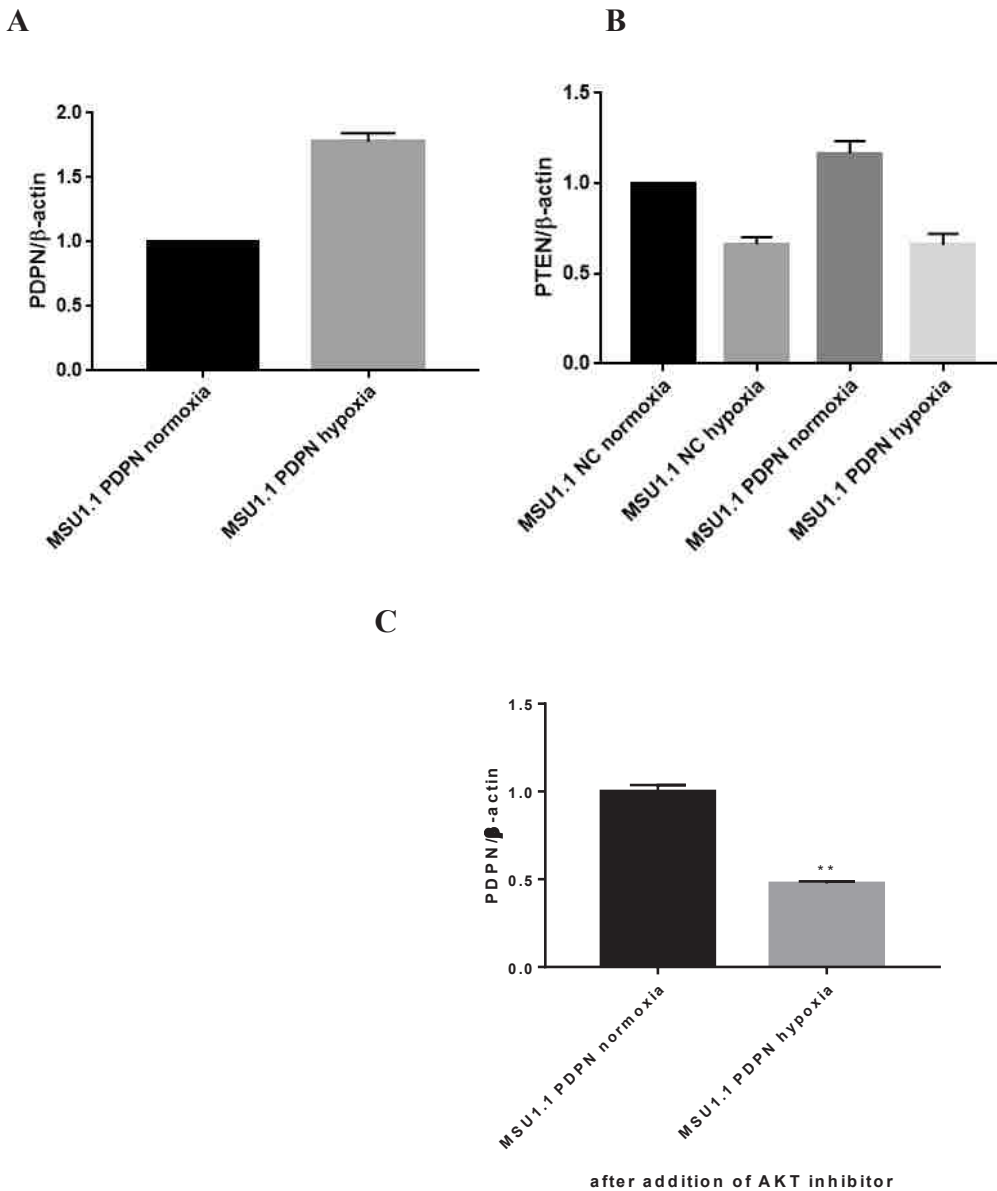 A
B
PDPN/β-actin
2.0
1.5
1.0
0.5
0.0
MSU1.1 PDPN normoxia
MSU1.1 PDPN hypoxia
PTEN/β-actin
1.5
1.0
0.5
0.0
MSU1.1 NC normoxia
MSU1.1 NC hypoxia
MSU1.1 PDPN normoxia
MSU1.1 PDPN hypoxia
C
PDPN/β-actin
1.5
1.0
0.5
0.0
**
MSU1.1 PDPN normoxia
MSU1.1 PDPN hypoxia
after addition of AKT inhibitor